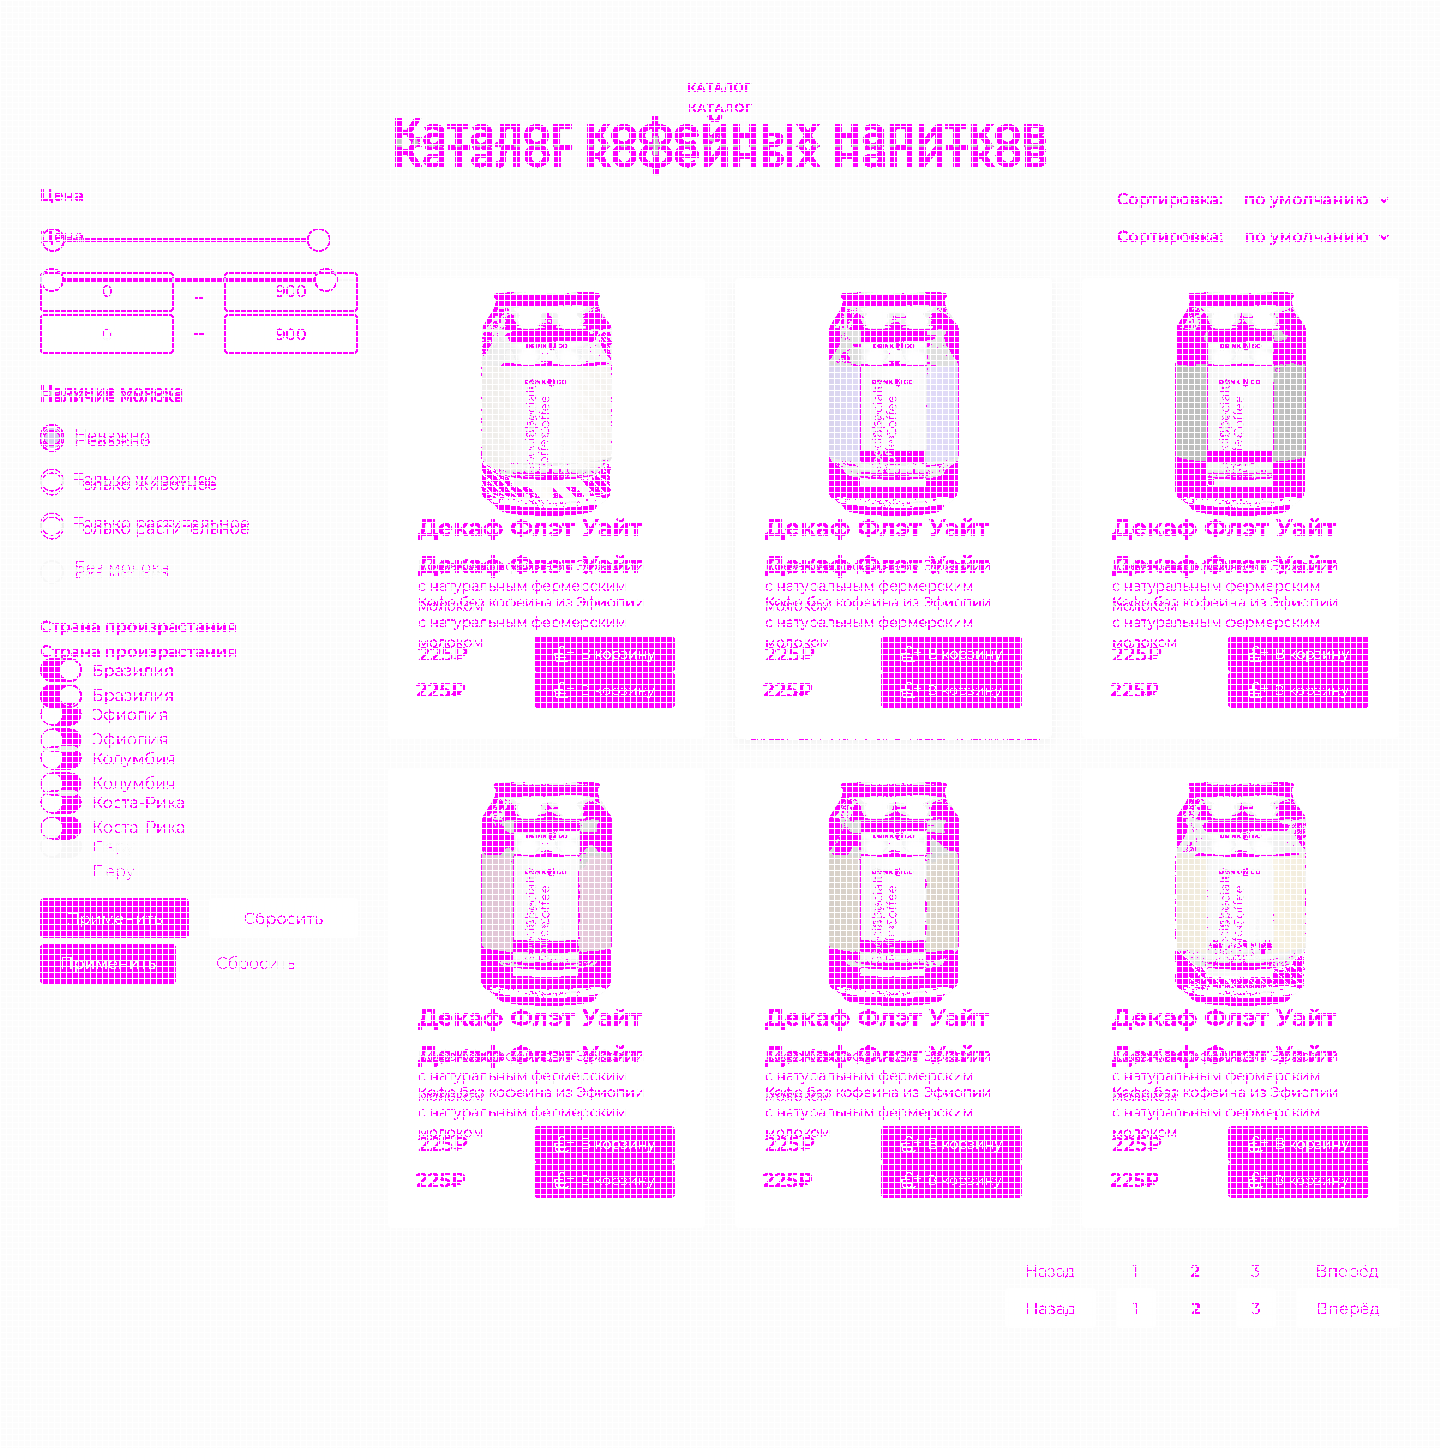 КАТАЛОГ
КАТАЛОГ
Каталог кофейных напитков
Каталог кофейных напитков
Цена
Сортировка: по умолчанию
Цена
Сортировка: по умолчанию
0 – 900
0 – 900
Наличие молока
Неважно
Только животное
Только растительное
Без молока
Страна произрастания
Страна произрастания
Бразилия
Бразилия
Эфиопия
Эфиопия
Колумбия
Колумбия
Коста-Рика
Коста-Рика
Перу
Применить Сбросить
Применить Сбросить
Декаф Флэт Уайт
Декаф Флэт Уайт
с натуральным фермерским
Кофе без кофеина из Эфиопии
с натуральным фермерским
молоком
225₽ В корзину
225₽ В корзину
Декаф Флэт Уайт
Декаф Флэт Уайт
с натуральным фермерским
Кофе без кофеина из Эфиопии
с натуральным фермерским
молоком
225₽ В корзину
225₽ В корзину
Декаф Флэт Уайт
Декаф Флэт Уайт
с натуральным фермерским
Кофе без кофеина из Эфиопии
с натуральным фермерским
молоком
225₽ В корзину
225₽ В корзину
Декаф Флэт Уайт
Декаф Флэт Уайт
с натуральным фермерским
Кофе без кофеина из Эфиопии
с натуральным фермерским
молоком
225₽ В корзину
225₽ В корзину
Декаф Флэт Уайт
Декаф Флэт Уайт
с натуральным фермерским
Кофе без кофеина из Эфиопии
с натуральным фермерским
молоком
225₽ В корзину
225₽ В корзину
Декаф Флэт Уайт
Декаф Флэт Уайт
с натуральным фермерским
Кофе без кофеина из Эфиопии
с натуральным фермерским
молоком
225₽ В корзину
225₽ В корзину
Назад 1 2 3 Вперёд
Назад 1 2 3 Вперёд